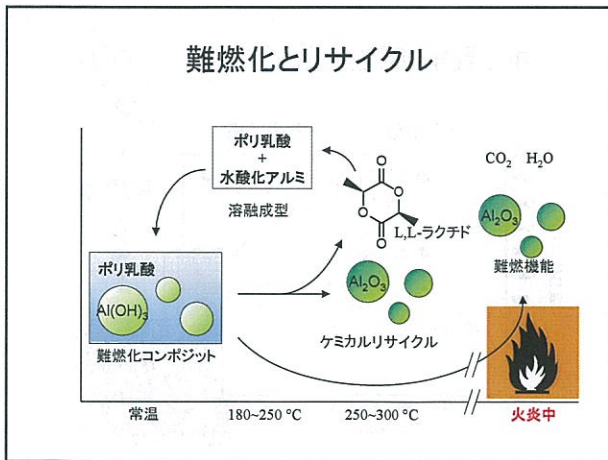 難燃化とリサイクル
ポリ乳酸
+
水酸化アルミ
溶融成型
O
O
O
O
L,L-ラクチド
CO2 H2O
Al2O3
難燃機能
ポリ乳酸
Al(OH)3
難燃化コンポジット
Al2O3
ケミカルリサイクル
常温
180~250 °C
250~300 °C
火炎中